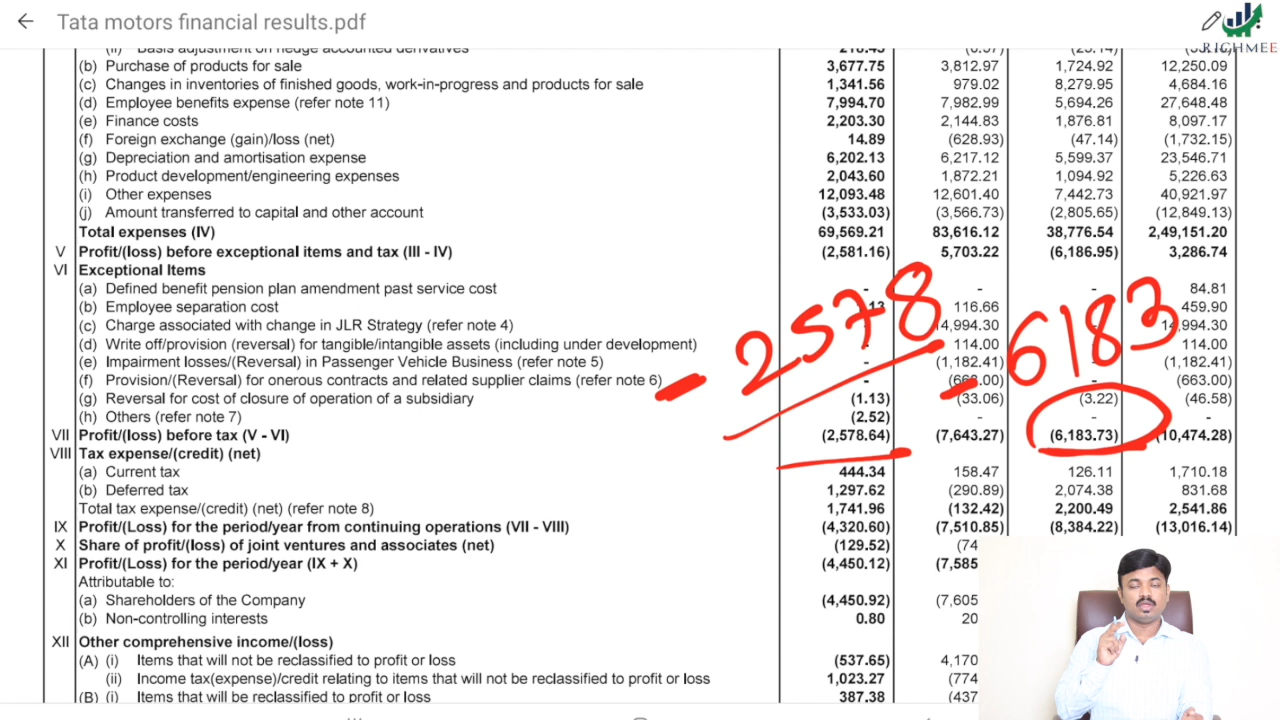 Tata motors financial results.pdf
RICHMEE
(b) Purchase of products for sale 3,677.75 3,812.97 1,724.92 12,250.09
(c) Changes in inventories of finished goods, work-in-progress and products for sale 1,341.56 979.02 8,279.95 4,684.16
(d) Employee benefits expense (refer note 11) 7,994.70 7,982.99 5,694.26 27,648.48
(e) Finance costs 2,203.30 2,144.83 1,876.81 8,097.17
(f) Foreign exchange (gain)/loss (net) 14.89 (628.93) (47.14) (1,732.15)
(g) Depreciation and amortisation expense 6,202.13 6,217.12 5,599.37 23,546.71
(h) Product development/engineering expenses 2,043.60 1,872.21 1,094.92 5,226.63
(i) Other expenses 12,093.48 12,601.40 7,442.73 40,921.97
(j) Amount transferred to capital and other account (3,533.03) (3,566.73) (2,805.65) (12,849.13)
Total expenses (IV) 69,569.21 83,616.12 38,776.54 2,49,151.20
V Profit/(loss) before exceptional items and tax (III - IV) (2,581.16) 5,703.22 (6,186.95) 3,286.74
VI Exceptional Items
(a) Defined benefit pension plan amendment past service cost - - - 84.81
(b) Employee separation cost 116.66 459.90
(c) Charge associated with change in JLR Strategy (refer note 4) - 14,994.30 - 14,994.30
(d) Write off/provision (reversal) for tangible/intangible assets (including under development) - 114.00 - 114.00
(e) Impairment losses/(Reversal) in Passenger Vehicle Business (refer note 5) - (1,182.41) - (1,182.41)
(f) Provision/(Reversal) for onerous contracts and related supplier claims (refer note 6) - (663.00) - (663.00)
(g) Reversal for cost of closure of operation of a subsidiary (1.13) (33.06) (3.22) (46.58)
(h) Others (refer note 7) (2.52) - - -
- 2578 - 6183
VII Profit/(loss) before tax (V - VI) (2,578.64) (7,643.27) (6,183.73) (10,474.28)
VIII Tax expense/(credit) (net)
(a) Current tax 444.34 158.47 126.11 1,710.18
(b) Deferred tax 1,297.62 (290.89) 2,074.38 831.68
Total tax expense/(credit) (net) (refer note 8) 1,741.96 (132.42) 2,200.49 2,541.86
IX Profit/(Loss) for the period/year from continuing operations (VII - VIII) (4,320.60) (7,510.85) (8,384.22) (13,016.14)
X Share of profit/(loss) of joint ventures and associates (net) (129.52) (74
XI Profit/(Loss) for the period/year (IX + X) (4,450.12) (7,585
Attributable to:
(a) Shareholders of the Company (4,450.92) (7,605
(b) Non-controlling interests 0.80 20
XII Other comprehensive income/(loss)
(A) (i) Items that will not be reclassified to profit or loss (537.65) 4,170
(ii) Income tax(expense)/credit relating to items that will not be reclassified to profit or loss 1,023.27 (774
(B) (i) Items that will be reclassified to profit or loss 387.38 (437